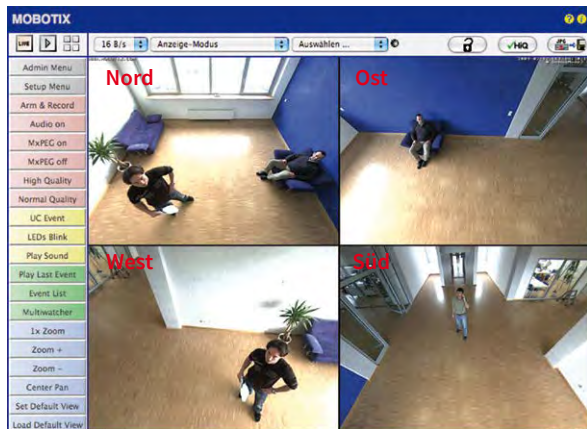 MOBOTIX
LIVE
16 B/s
Anzeige-Modus
Auswählen ...
HiQ
Admin Menu
Setup Menu
Arm & Record
Audio on
MxPEG on
MxPEG off
High Quality
Normal Quality
UC Event
LEDs Blink
Play Sound
Play Last Event
Event List
Multiwatcher
1x Zoom
Zoom +
Zoom -
Center Pan
Set Default View
Load Default View
Nord
Ost
West
Süd